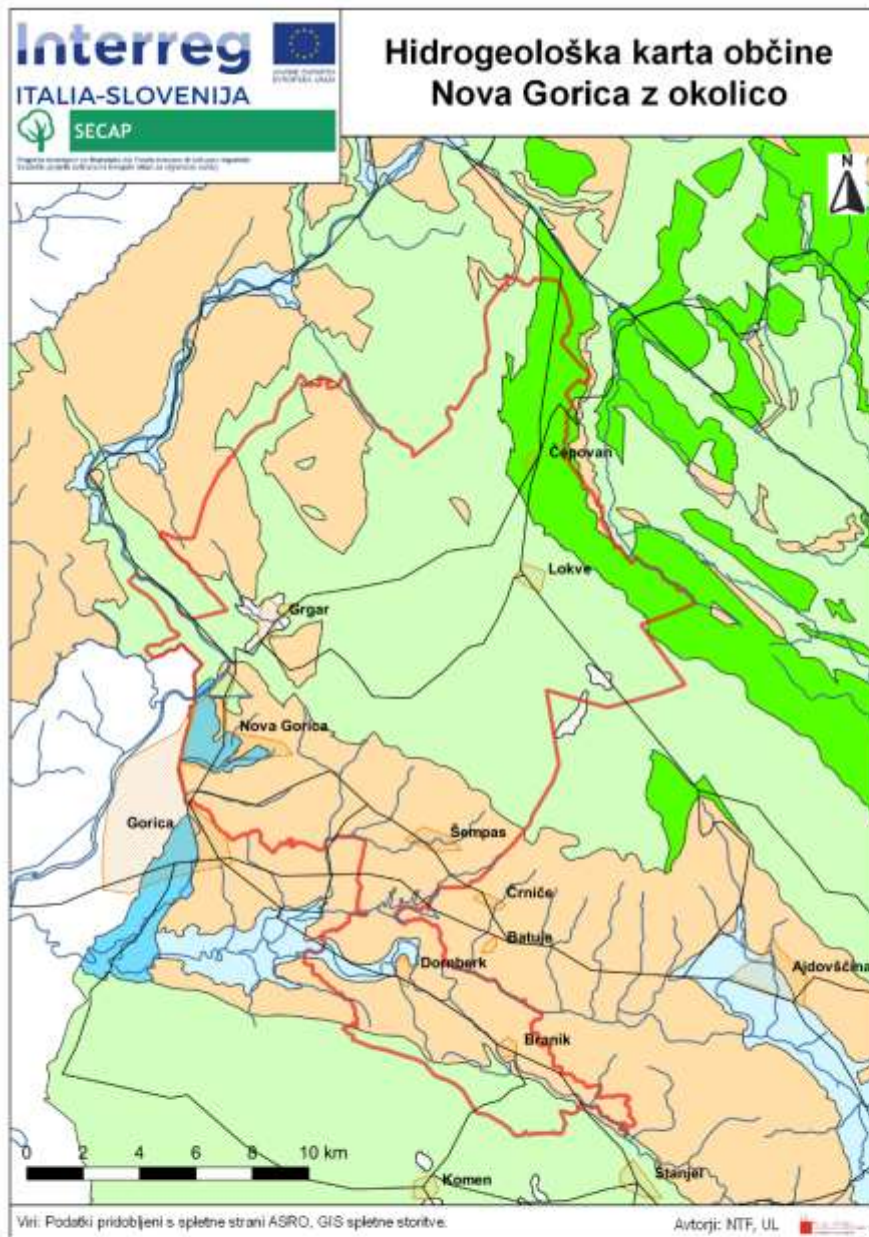 Interreg
ITALIA-SLOVENIJA
SECAP
Hidrogeološka karta občine
Nova Gorica z okolico
N
Čepovan
Lokve
Grgar
Nova Gorica
Gorica
Šempas
Črniče
Batuje
Dornberk
Ajdovščina
Branik
0 2 4 6 8 10 km
Komen
Štanjel
Viri: Podatki pridobljeni s spletne strani ASRO, GIS spletne storitve.
Avtorji: NTF, UL